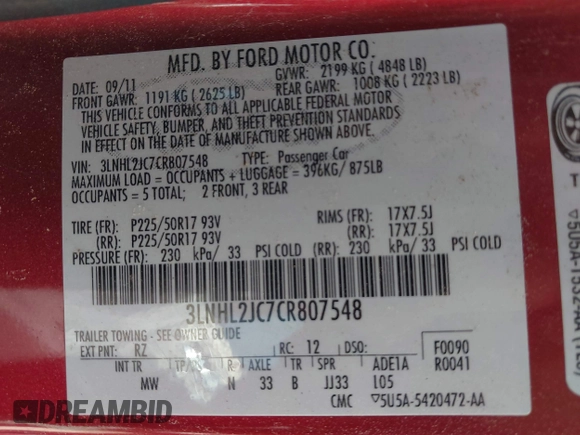 MFD. BY FORD MOTOR CO.
DATE: 09/11 GVWR: 2199 KG ( 4848 LB)
FRONT GAWR: 1191 KG ( 2625 LB) REAR GAWR: 1008 KG ( 2223 LB)
THIS VEHICLE CONFORMS TO ALL APPLICABLE FEDERAL MOTOR
VEHICLE SAFETY, BUMPER, AND THEFT PREVENTION STANDARDS
IN EFFECT ON THE DATE OF MANUFACTURE SHOWN ABOVE.
VIN: 3LNHL2JC7CR807548 TYPE: Passenger Car
MAXIMUM LOAD = OCCUPANTS + LUGGAGE = 396KG/ 875LB
OCCUPANTS = 5 TOTAL; 2 FRONT, 3 REAR
TIRE (FR): P225/50R17 93V RIMS (FR): 17X7.5J
(RR): P225/50R17 93V (RR): 17X7.5J
PRESSURE (FR): 230 kPa/ 33 PSI COLD (RR): 230 kPa/ 33 PSI COLD
3LNHL2JC7CR807548
TRAILER TOWING - SEE OWNER GUIDE
EXT PNT: RZ RC: 12 DSO: F0090
INT TR TP/PS R AXLE TR SPR ADE1A R0041
MW N 33 B JJ33 L05
CMC 5U5A-5420472-AA
DREAMBID